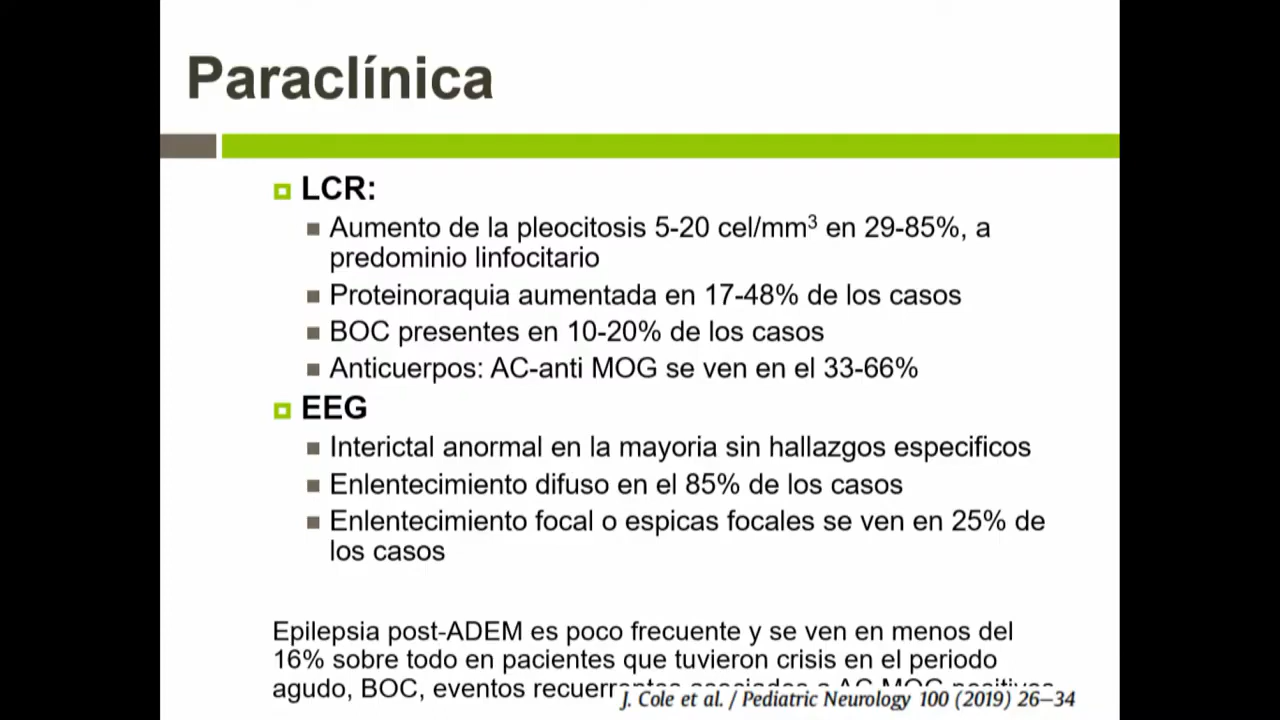 Paraclínica
LCR:
Aumento de la pleocitosis 5-20 cel/mm³ en 29-85%, a
predominio linfocitario
Proteinoraquia aumentada en 17-48% de los casos
BOC presentes en 10-20% de los casos
Anticuerpos: AC-anti MOG se ven en el 33-66%
EEG
Interictal anormal en la mayoria sin hallazgos especificos
Enlentecimiento difuso en el 85% de los casos
Enlentecimiento focal o espicas focales se ven en 25% de
los casos
Epilepsia post-ADEM es poco frecuente y se ven en menos del
16% sobre todo en pacientes que tuvieron crisis en el periodo
agudo, BOC, eventos
J. Cole et al. / Pediatric Neurology 100 (2019) 26–34